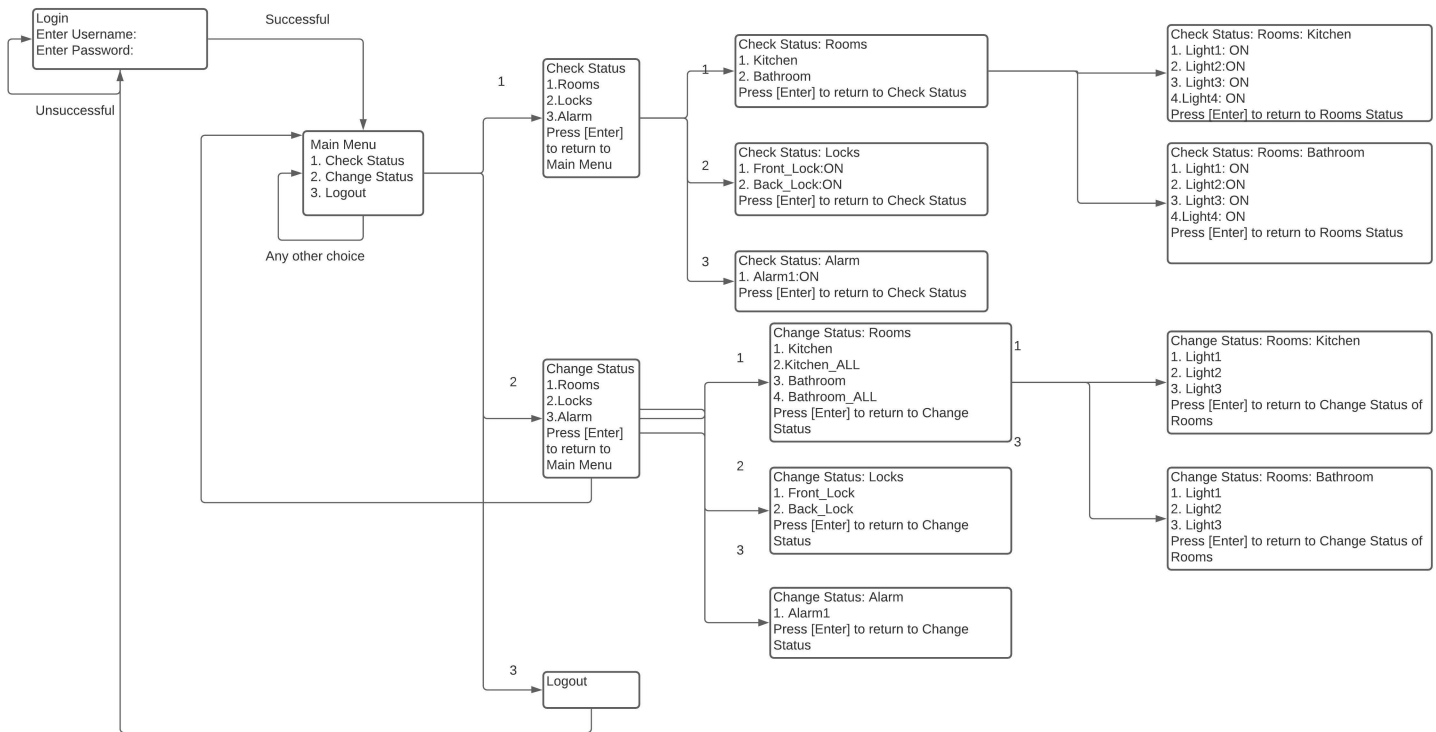 Login
Enter Username:
Enter Password:
Successful
Unsuccessful
Main Menu
1. Check Status
2. Change Status
3. Logout
Any other choice
1
Check Status
1.Rooms
2.Locks
3.Alarm
Press [Enter]
to return to
Main Menu
1
Check Status: Rooms
1. Kitchen
2. Bathroom
Press [Enter] to return to Check Status
2
Check Status: Locks
1. Front_Lock:ON
2. Back_Lock:ON
Press [Enter] to return to Check Status
3
Check Status: Alarm
1. Alarm1:ON
Press [Enter] to return to Check Status
Check Status: Rooms: Kitchen
1. Light1: ON
2. Light2:ON
3. Light3: ON
4.Light4: ON
Press [Enter] to return to Rooms Status
Check Status: Rooms: Bathroom
1. Light1: ON
2. Light2:ON
3. Light3: ON
4.Light4: ON
Press [Enter] to return to Rooms Status
2
Change Status
1.Rooms
2.Locks
3.Alarm
Press [Enter]
to return to
Main Menu
1
Change Status: Rooms
1. Kitchen
2.Kitchen_ALL
3. Bathroom
4. Bathroom_ALL
Press [Enter] to return to Change
Status
2
Change Status: Locks
1. Front_Lock
2. Back_Lock
Press [Enter] to return to Change
Status
3
Change Status: Alarm
1. Alarm1
Press [Enter] to return to Change
Status
1
Change Status: Rooms: Kitchen
1. Light1
2. Light2
3. Light3
Press [Enter] to return to Change Status of
Rooms
3
Change Status: Rooms: Bathroom
1. Light1
2. Light2
3. Light3
Press [Enter] to return to Change Status of
Rooms
3
Logout